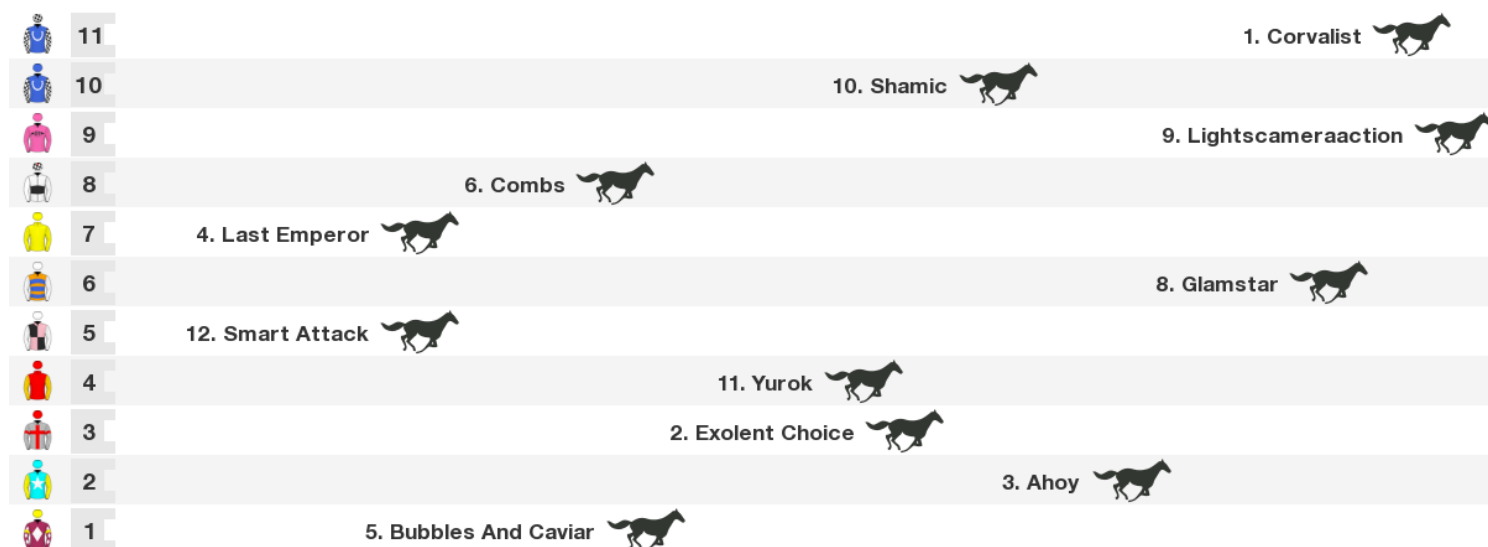 11 1. Corvalist
10 10. Shamic
9 9. Lightscameraaction
8 6. Combs
7 4. Last Emperor
6 8. Glamstar
5 12. Smart Attack
4 11. Yurok
3 2. Exolent Choice
2 3. Ahoy
1 5. Bubbles And Caviar